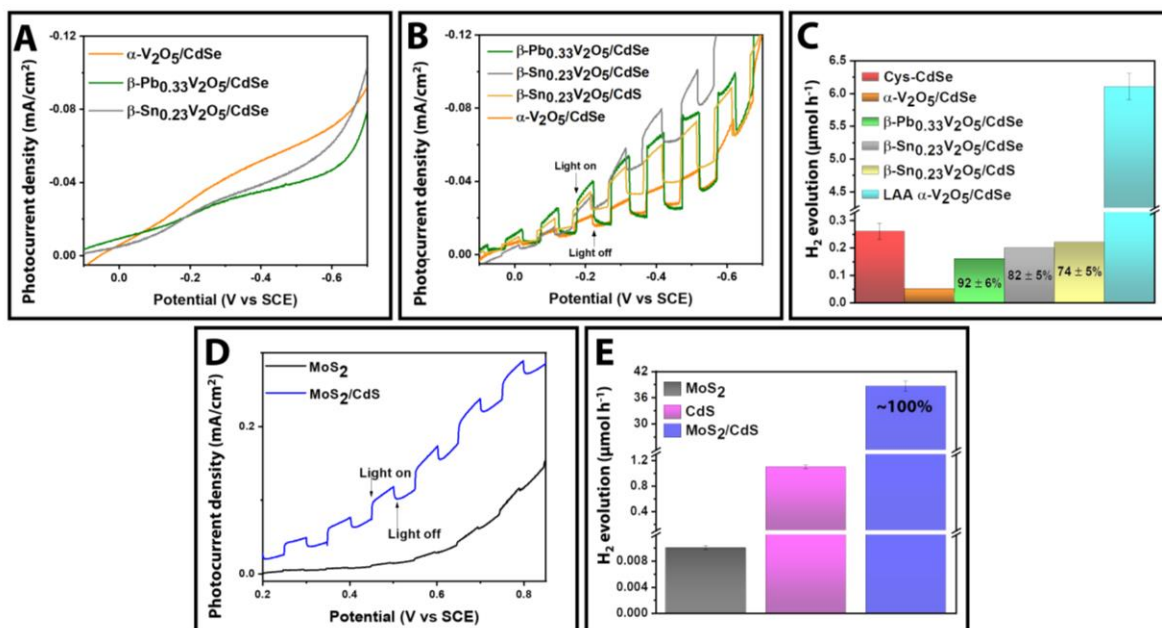 A
-0.12
-0.08
-0.04
0.00
0.0
-0.2
-0.4
-0.6
Photocurrent density (mA/cm²)
Potential (V vs SCE)
α-V₂O₅/CdSe
β-Pb₀.₃₃V₂O₅/CdSe
β-Sn₀.₂₃V₂O₅/CdSe
B
-0.12
-0.08
-0.04
0.00
0.0
-0.2
-0.4
-0.6
Photocurrent density (mA/cm²)
Potential (V vs SCE)
β-Pb₀.₃₃V₂O₅/CdSe
β-Sn₀.₂₃V₂O₅/CdSe
β-Sn₀.₂₃V₂O₅/CdS
α-V₂O₅/CdSe
Light on
Light off
C
6.5
6.0
5.5
5.0
4.5
0.3
0.2
0.1
0.0
H₂ evolution (μmol h⁻¹)
Cys-CdSe
α-V₂O₅/CdSe
β-Pb₀.₃₃V₂O₅/CdSe
β-Sn₀.₂₃V₂O₅/CdSe
β-Sn₀.₂₃V₂O₅/CdS
LAA α-V₂O₅/CdSe
92 ± 6%
82 ± 5%
74 ± 5%
D
0.2
0.0
0.2
0.3
0.4
0.5
0.6
0.7
0.8
Photocurrent density (mA/cm²)
Potential (V vs SCE)
MoS₂
MoS₂/CdS
Light on
Light off
E
42
39
36
33
30
1.2
1.0
0.8
0.4
0.008
0.004
0.000
H₂ evolution (μmol h⁻¹)
MoS₂
CdS
MoS₂/CdS
~100%